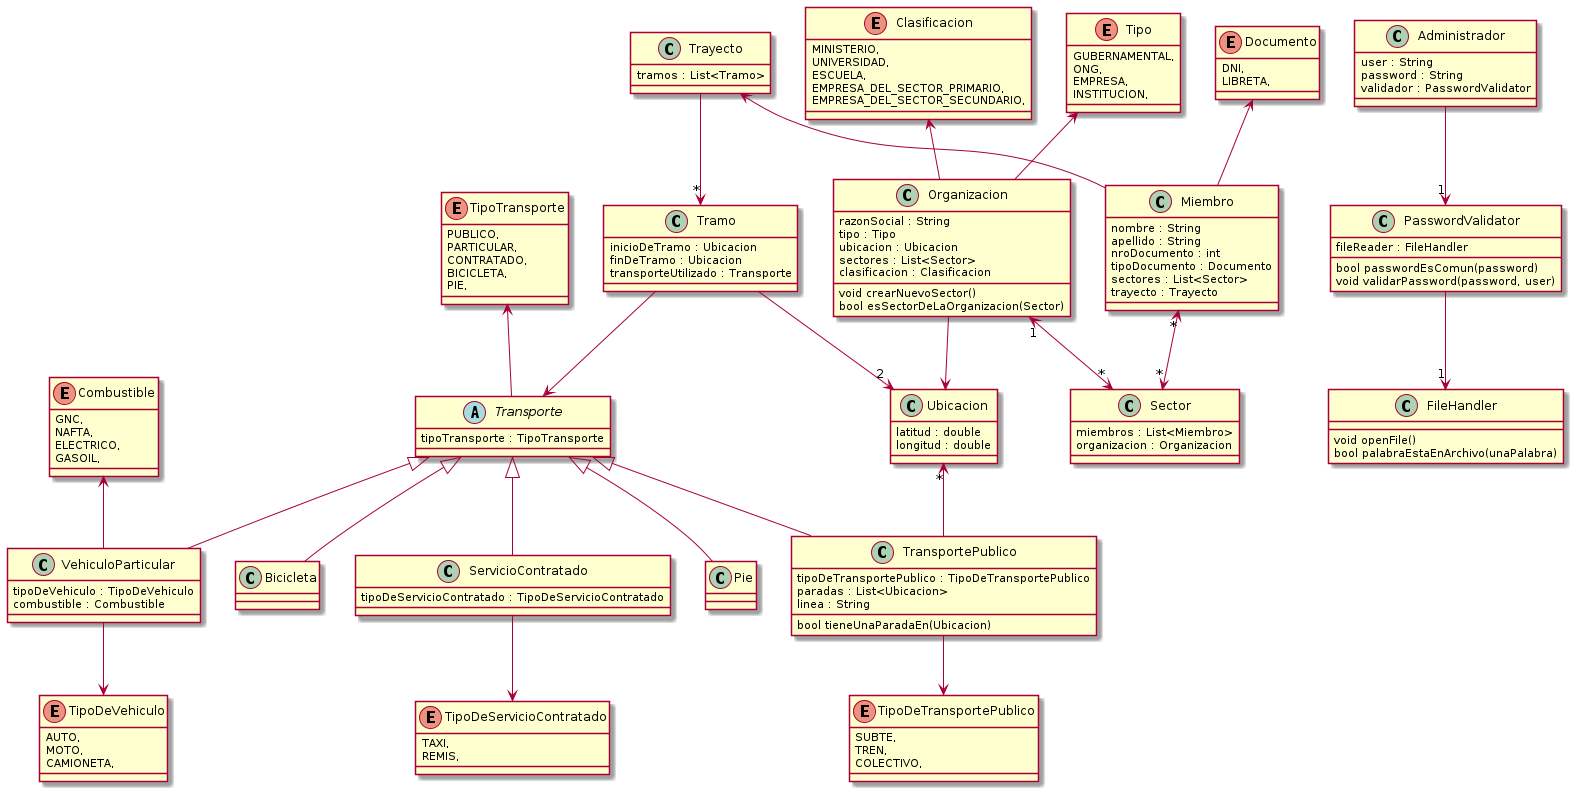 C Trayecto
tramos : List<Tramo>
E Clasificacion
MINISTERIO,
UNIVERSIDAD,
ESCUELA,
EMPRESA_DEL_SECTOR_PRIMARIO,
EMPRESA_DEL_SECTOR_SECUNDARIO,
E Tipo
GUBERNAMENTAL,
ONG,
EMPRESA,
INSTITUCION,
E Documento
DNI,
LIBRETA,
C Administrador
user : String
password : String
validador : PasswordValidator
*
1
E TipoTransporte
PUBLICO,
PARTICULAR,
CONTRATADO,
BICICLETA,
PIE,
C Tramo
inicioDeTramo : Ubicacion
finDeTramo : Ubicacion
transporteUtilizado : Transporte
C Organizacion
razonSocial : String
tipo : Tipo
ubicacion : Ubicacion
sectores : List<Sector>
clasificacion : Clasificacion
void crearNuevoSector()
bool esSectorDeLaOrganizacion(Sector)
C Miembro
nombre : String
apellido : String
nroDocumento : int
tipoDocumento : Documento
sectores : List<Sector>
trayecto : Trayecto
C PasswordValidator
fileReader : FileHandler
bool passwordEsComun(password)
void validarPassword(password, user)
1
*
2
*
*
1
E Combustible
GNC,
NAFTA,
ELECTRICO,
GASOIL,
A Transporte
tipoTransporte : TipoTransporte
C Ubicacion
latitud : double
longitud : double
C Sector
miembros : List<Miembro>
organizacion : Organizacion
C FileHandler
void openFile()
bool palabraEstaEnArchivo(unaPalabra)
*
C VehiculoParticular
tipoDeVehiculo : TipoDeVehiculo
combustible : Combustible
C Bicicleta
C ServicioContratado
tipoDeServicioContratado : TipoDeServicioContratado
C Pie
C TransportePublico
tipoDeTransportePublico : TipoDeTransportePublico
paradas : List<Ubicacion>
linea : String
bool tieneUnaParadaEn(Ubicacion)
E TipoDeVehiculo
AUTO,
MOTO,
CAMIONETA,
E TipoDeServicioContratado
TAXI,
REMIS,
E TipoDeTransportePublico
SUBTE,
TREN,
COLECTIVO,